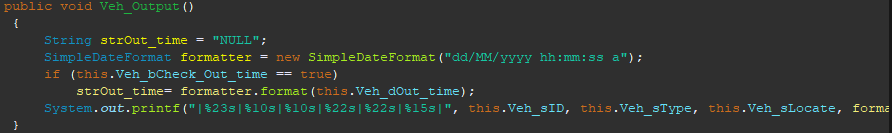 public void Veh_Output()
{
String strOut_time = "NULL";
SimpleDateFormat formatter = new SimpleDateFormat("dd/MM/yyyy hh:mm:ss a");
if (this.Veh_bCheck_Out_time == true)
strOut_time= formatter.format(this.Veh_dOut_time);
System.out.printf("|%23s|%10s|%10s|%22s|%22s|%15s|", this.Veh_sID, this.Veh_sType, this.Veh_sLocate, forma
}